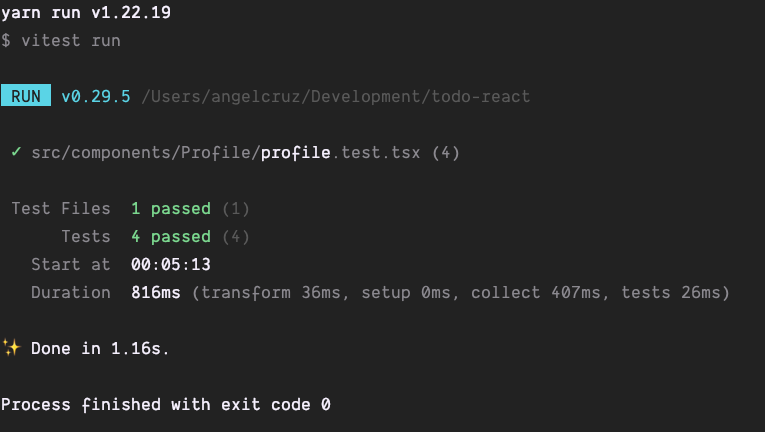 yarn run v1.22.19
$ vitest run
RUN v0.29.5 /Users/angelcruz/Development/todo-react
✓ src/components/Profile/profile.test.tsx (4)
Test Files 1 passed (1)
Tests 4 passed (4)
Start at 00:05:13
Duration 816ms (transform 36ms, setup 0ms, collect 407ms, tests 26ms)
✨ Done in 1.16s.
Process finished with exit code 0